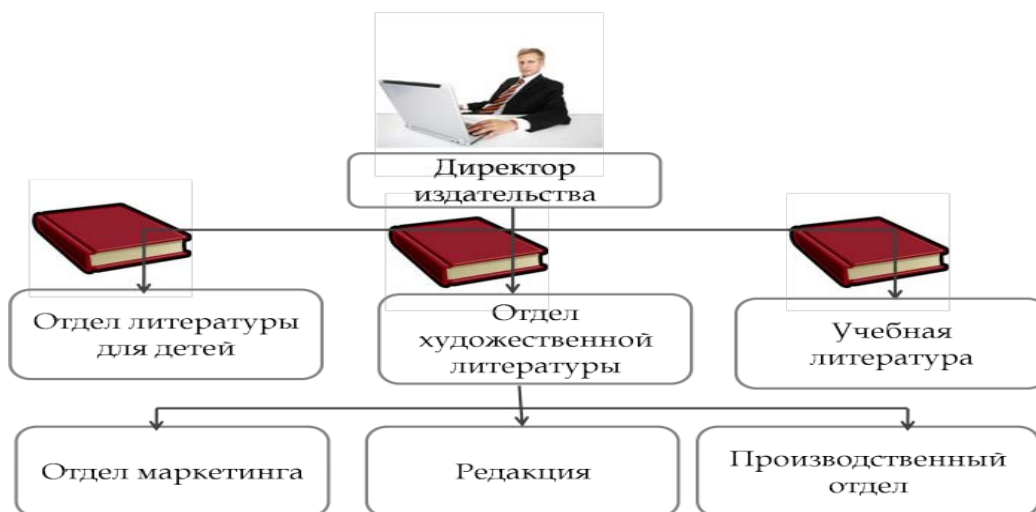 Директор
издательства
Отдел литературы
для детей
Отдел
художественной
литературы
Учебная
литература
Отдел маркетинга
Редакция
Производственный
отдел